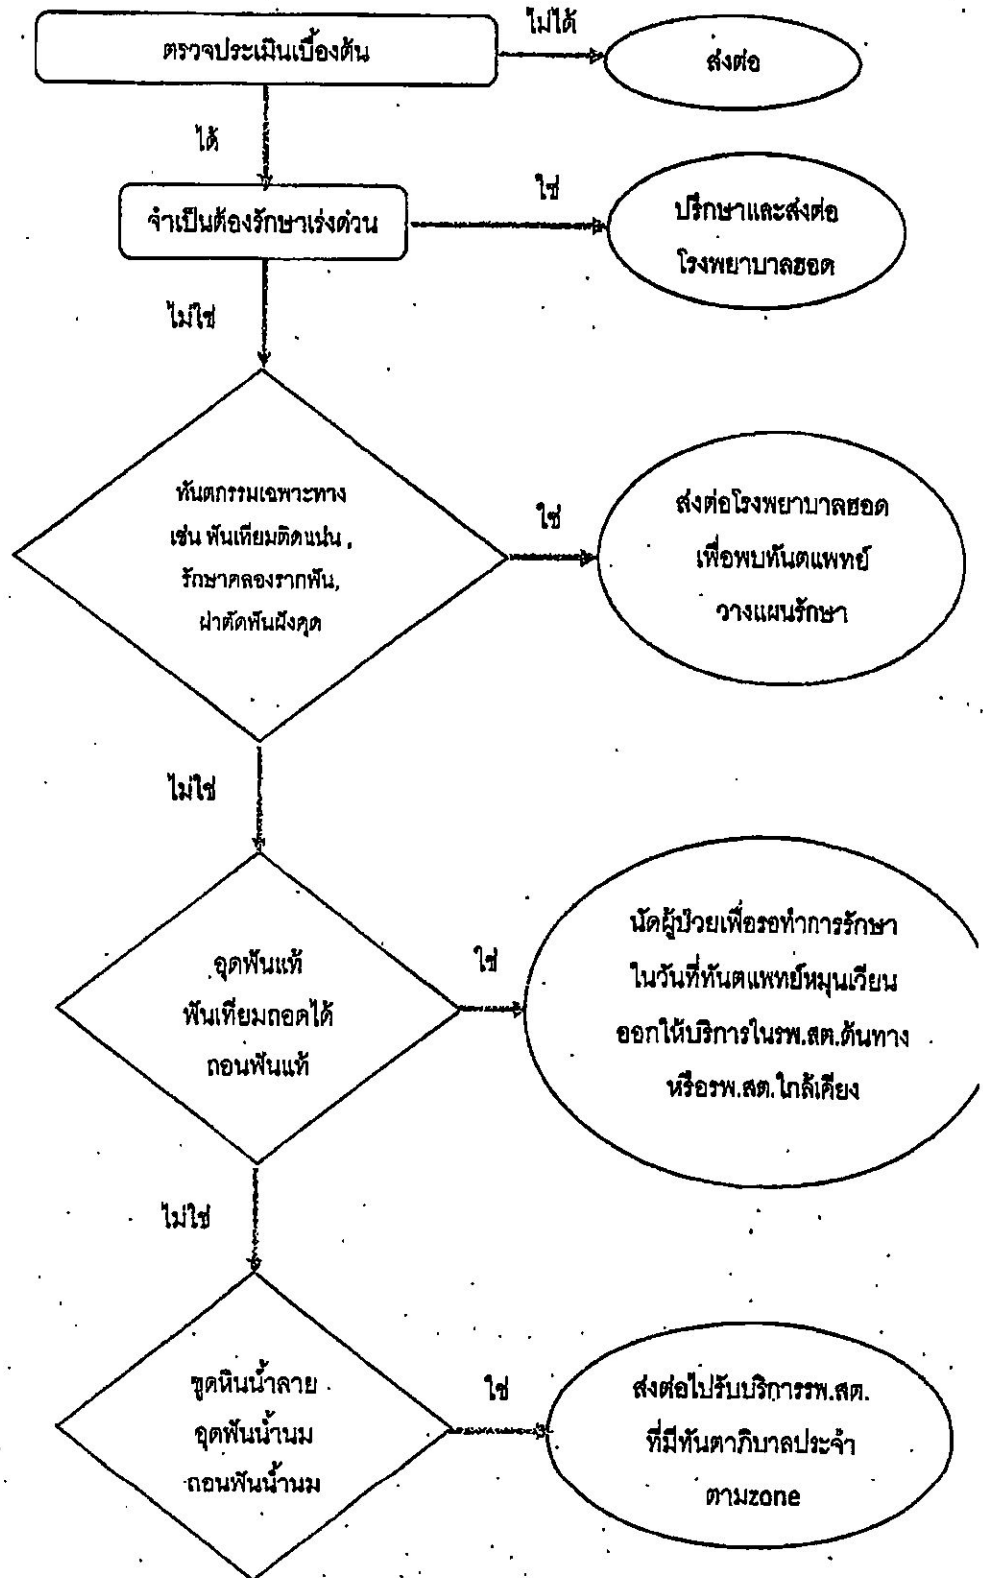 ตรวจประเมินเบื้องต้น
ไม่ได้
ส่งต่อ
ได้
จำเป็นต้องรักษาเร่งด่วน
ใช่
ปรึกษาและส่งต่อ
โรงพยาบาลฮอด
ไม่ใช่
ทันตกรรมเฉพาะทาง
เช่น ฟันเทียมติดแน่น ,
รักษาคลองรากฟัน,
ผ่าตัดฟันฝังคุด
ใช่
ส่งต่อโรงพยาบาลฮอด
เพื่อพบทันตแพทย์
วางแผนรักษา
ไม่ใช่
อุดฟันแท้
ฟันเทียมถอดได้
ถอนฟันแท้
ใช่
นัดผู้ป่วยเพื่อรอทำการรักษา
ในวันที่ทันตแพทย์หมุนเวียน
ออกให้บริการในรพ.สต.ต้นทาง
หรือรพ.สต.ใกล้เคียง
ไม่ใช่
ขูดหินน้ำลาย
อุดฟันน้ำนม
ถอนฟันน้ำนม
ใช่
ส่งต่อไปรับบริการรพ.สต.
ที่มีทันตาภิบาลประจำ
ตามzone